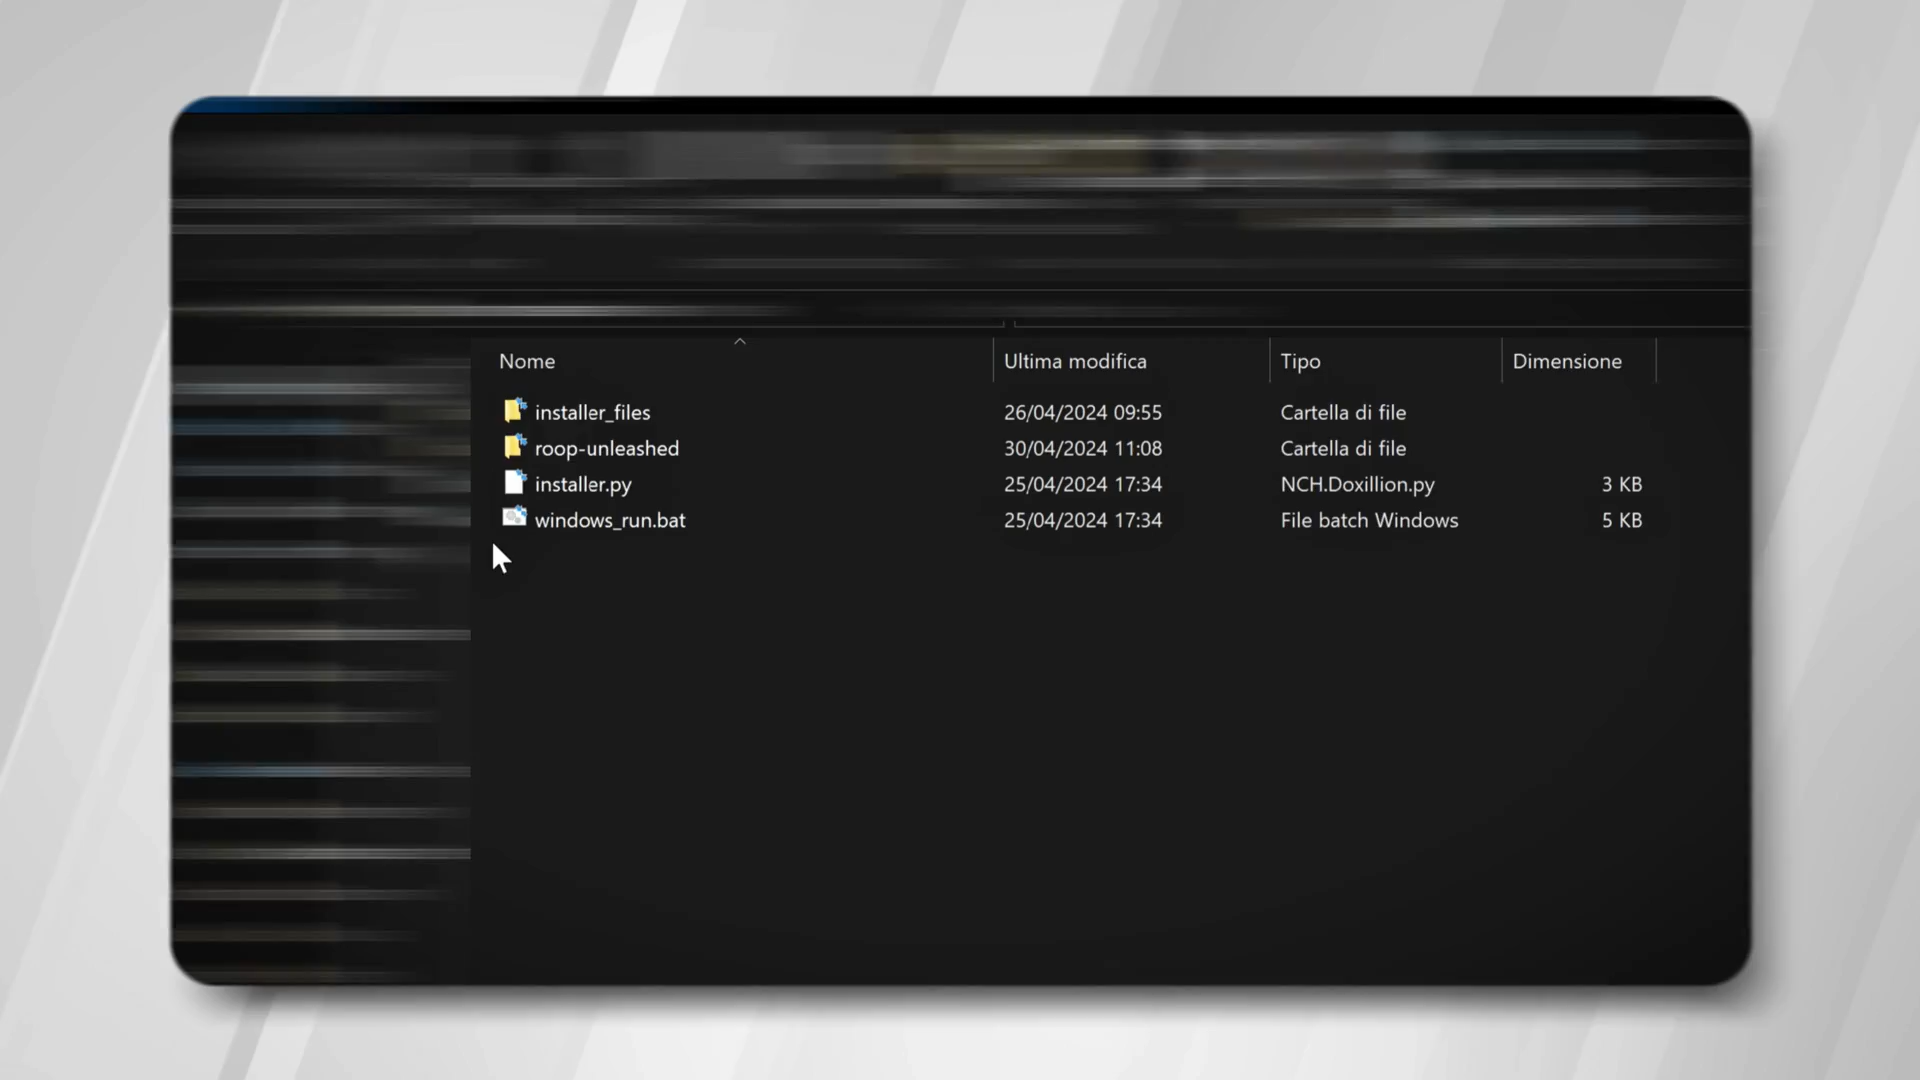 Nome Ultima modifica Tipo Dimensione
installer_files 26/04/2024 09:55 Cartella di file
roop-unleashed 30/04/2024 11:08 Cartella di file
installer.py 25/04/2024 17:34 NCH.Doxillion.py 3 KB
windows_run.bat 25/04/2024 17:34 File batch Windows 5 KB